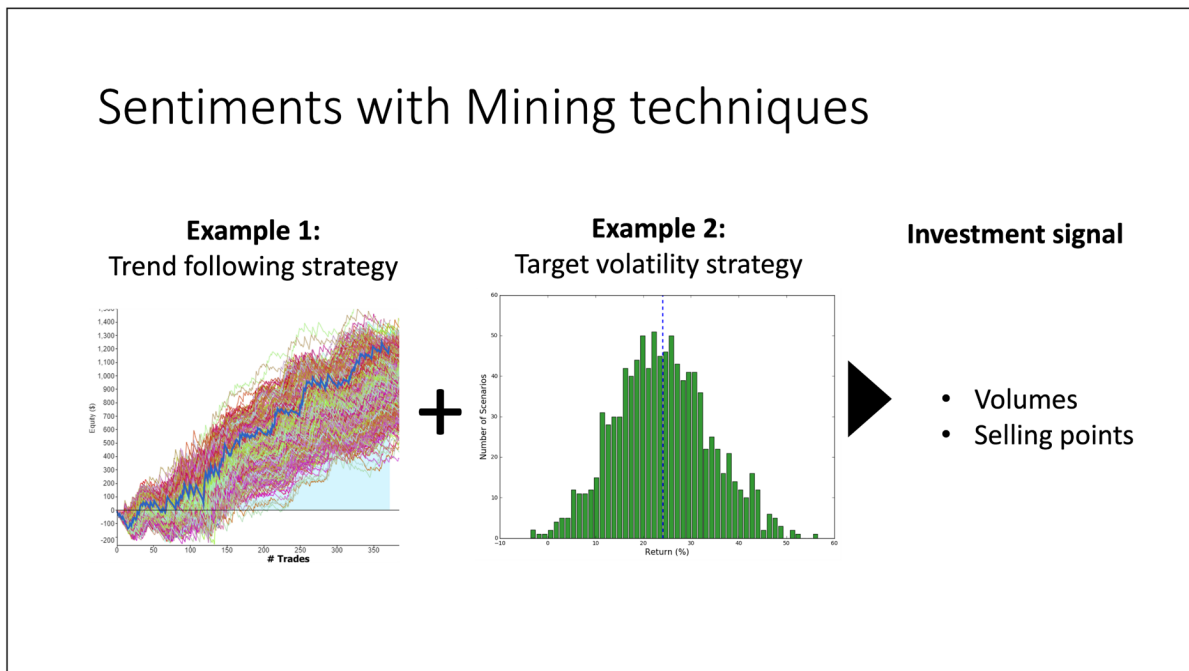 Sentiments with Mining techniques
Example 1:
Trend following strategy
Example 2:
Target volatility strategy
Investment signal
1,400
1,300
1,200
1,100
1,000
900
800
700
600
500
400
300
200
100
0
-100
-200
Equity ($)
0 50 100 150 200 250 300 350
# Trades
+
60
50
40
30
20
10
0
Number of Scenarios
-10 0 10 20 30 40 50 60
Return (%)
• Volumes
• Selling points